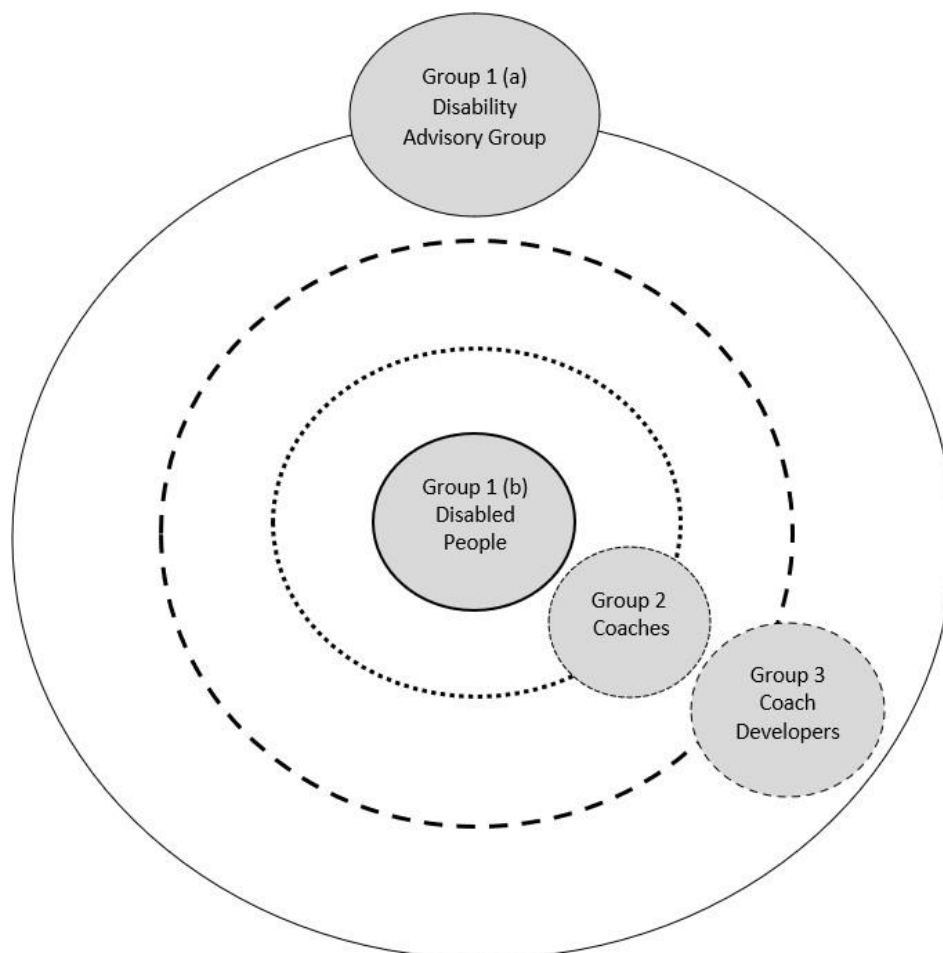 Group 1 (a)
Disability
Advisory Group
Group 1 (b)
Disabled
People
Group 2
Coaches
Group 3
Coach
Developers